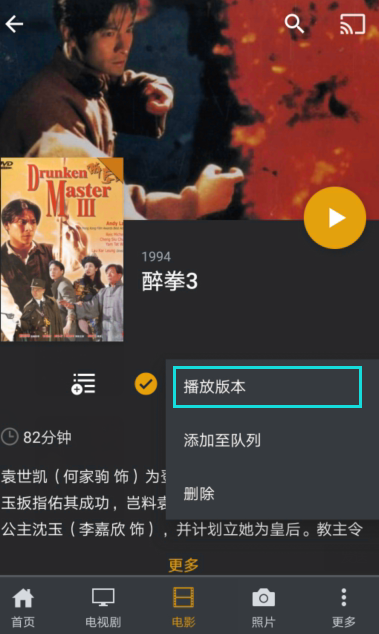 DVD
Drunken
Master
III
1994
醉拳3
播放版本
添加至队列
删除
82分钟
袁世凯（何家驹 饰）为
玉扳指佑其成功，岂料
公主沈玉（李嘉欣 饰），并计划立她为皇后。教主令
更多
首页
电视剧
电影
照片
更多